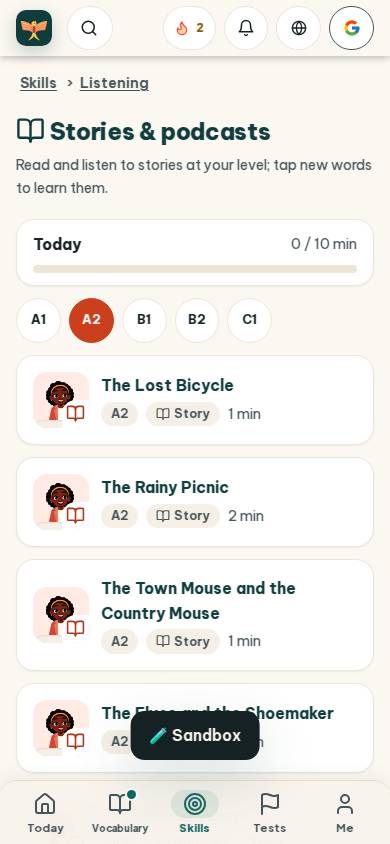 2
Skills > Listening
Stories & podcasts
Read and listen to stories at your level; tap new words
to learn them.
Today 0 / 10 min
A1 A2 B1 B2 C1
The Lost Bicycle
A2 Story 1 min
The Rainy Picnic
A2 Story 2 min
The Town Mouse and the
Country Mouse
A2 Story 1 min
The Elves and the Shoemaker
A2
Sandbox
Today Vocabulary Skills Tests Me